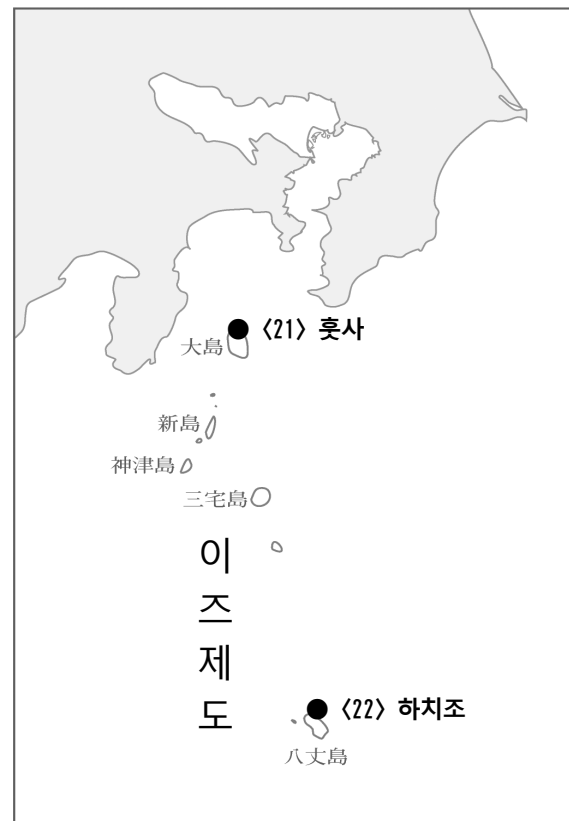 〈21〉 훗사
大島
新島
神津島
三宅島
이
즈
제
도
〈22〉 하치조
八丈島